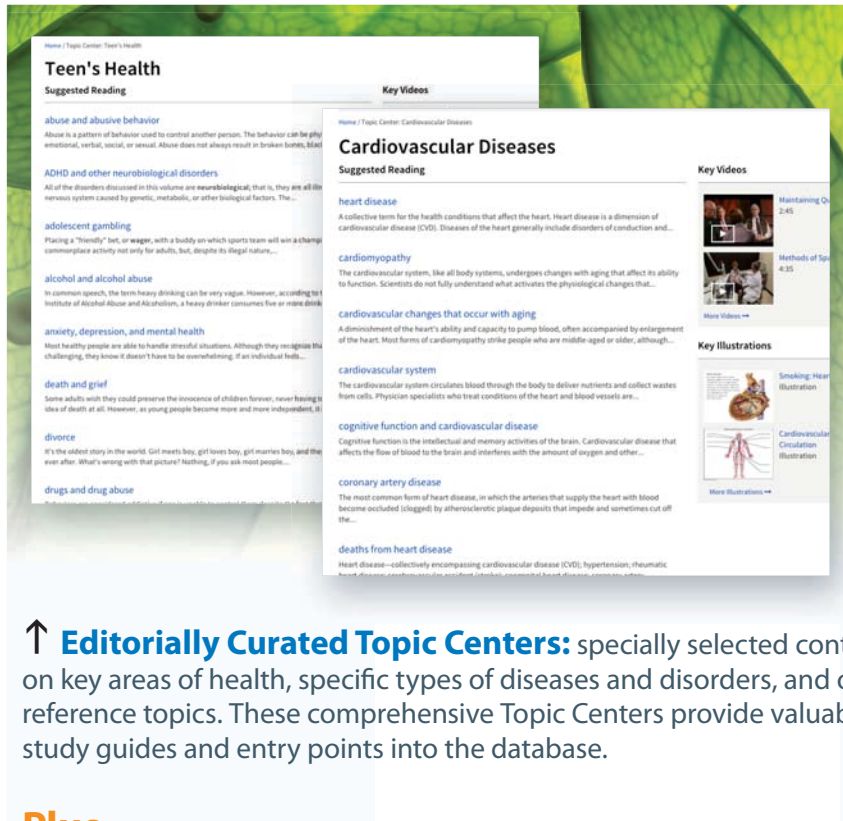 Home / Topic Center: Teen's Health
Teen's Health
Suggested Reading
Key Videos
abuse and abusive behavior
Abuse is a pattern of behavior used to control another person. The behavior can be phy
emotional, verbal, social, or sexual. Abuse does not always result in broken bones, blac
ADHD and other neurobiological disorders
All of the disorders discussed in this volume are neurobiological; that is, they are all illn
nervous system caused by genetic, metabolic, or other biological factors. The...
adolescent gambling
Placing a "friendly" bet, or wager, with a buddy on which sports team will win a champi
commonplace activity not only for adults, but, despite its illegal nature,...
alcohol and alcohol abuse
In common speech, the term heavy drinking can be very vague. However, according to t
Institute of Alcohol Abuse and Alcoholism, a heavy drinker consumes five or more drink
anxiety, depression, and mental health
Most healthy people are able to handle stressful situations. Although they recognize tha
challenging, they know it doesn't have to be overwhelming. If an individual feels...
death and grief
Some adults wish they could preserve the innocence of children forever, never having to
idea of death at all. However, as young people become more and more independent, it
divorce
It's the oldest story in the world. Girl meets boy, girl loves boy, girl marries boy, and the
ever after. What's wrong with that picture? Nothing, if you ask most people....
drugs and drug abuse
Home / Topic Center: Cardiovascular Diseases
Cardiovascular Diseases
Suggested Reading
heart disease
A collective term for the health conditions that affect the heart. Heart disease is a dimension of
cardiovascular disease (CVD). Diseases of the heart generally include disorders of conduction and...
cardiomyopathy
The cardiovascular system, like all body systems, undergoes changes with aging that affect its ability
to function. Scientists do not fully understand what activates the physiological changes that...
cardiovascular changes that occur with aging
A diminishment of the heart's ability and capacity to pump blood, often accompanied by enlargement
of the heart. Most forms of cardiomyopathy strike people who are middle-aged or older, although...
cardiovascular system
The cardiovascular system circulates blood through the body to deliver nutrients and collect wastes
from cells. Physician specialists who treat conditions of the heart and blood vessels are...
cognitive function and cardiovascular disease
Cognitive function is the intellectual and memory activities of the brain. Cardiovascular disease that
affects the flow of blood to the brain and interferes with the amount of oxygen and other...
coronary artery disease
The most common form of heart disease, in which the arteries that supply the heart with blood
become occluded (clogged) by atherosclerotic plaque deposits that impede and sometimes cut off
the...
deaths from heart disease
Heart disease—collectively encompassing cardiovascular disease (CVD); hypertension; rheumatic
Key Videos
Maintaining Qu
2:45
Methods of Spa
4:35
More Videos →
Key Illustrations
Smoking: Hear
Illustration
Cardiovascular
Circulation
Illustration
More Illustrations →
↑ Editorially Curated Topic Centers: specially selected cont
on key areas of health, specific types of diseases and disorders, and o
reference topics. These comprehensive Topic Centers provide valuab
study guides and entry points into the database.
Plus